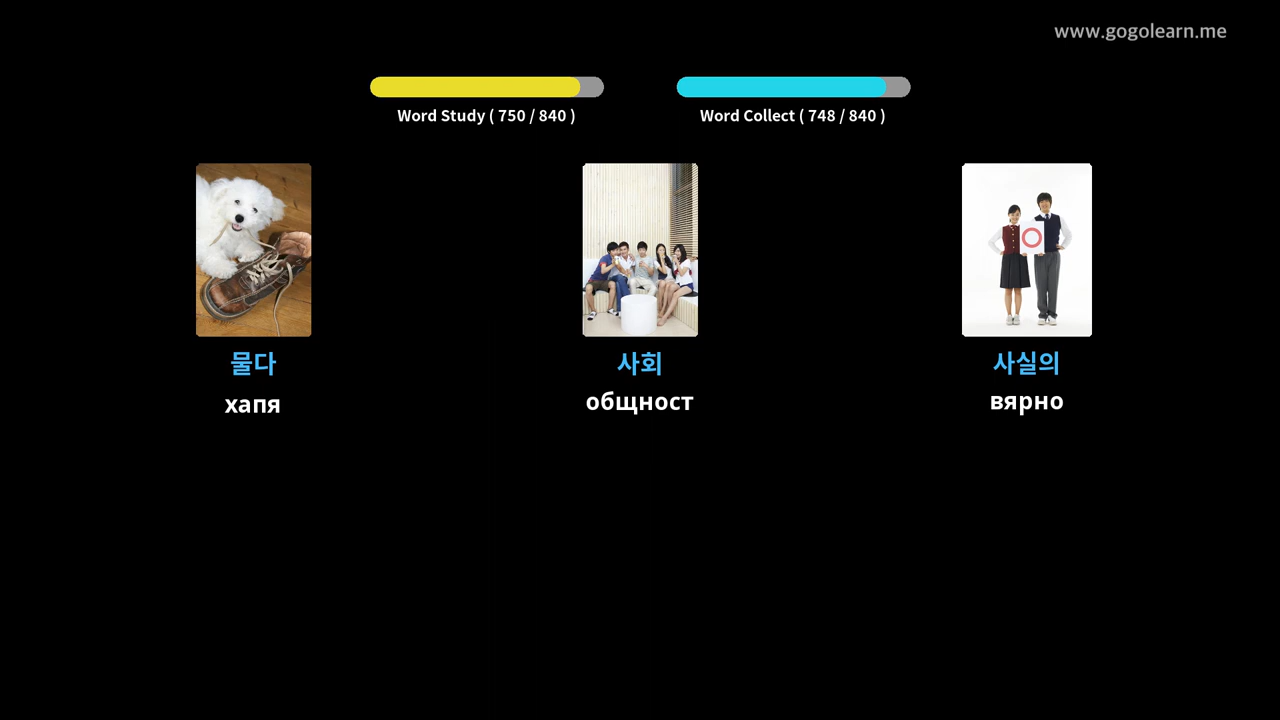 www.gogolearn.me
Word Study ( 750 / 840 )
Word Collect ( 748 / 840 )
물다
хапя
사회
общност
사실의
вярно